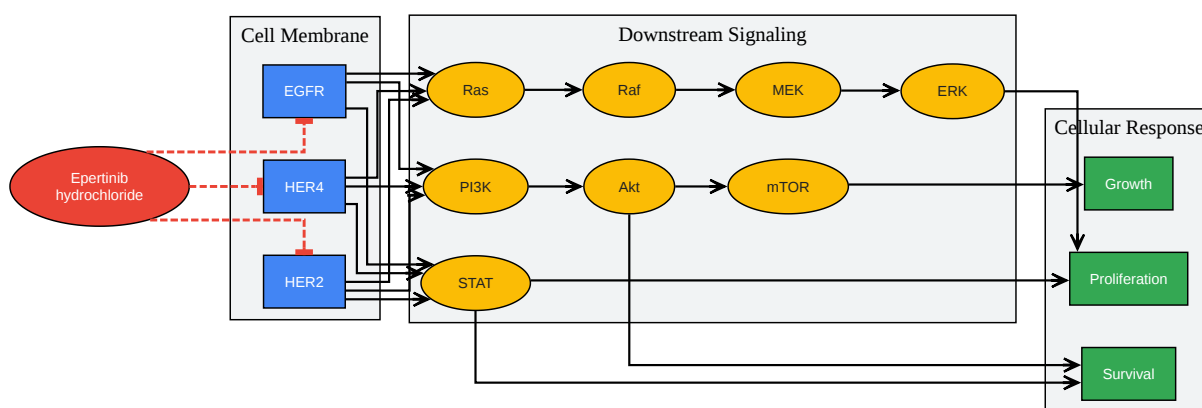 Cell Membrane
Downstream Signaling
EGFR
Ras
Raf
MEK
ERK
Cellular Response
Epertinib
hydrochloride
HER4
PI3K
Akt
mTOR
Growth
HER2
STAT
Proliferation
Survival